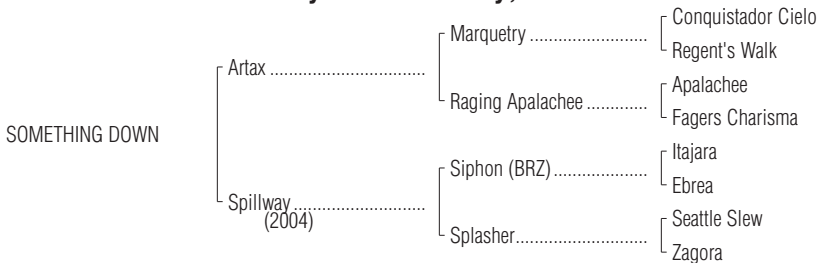 Conquistador Cielo
Marquetry ..............................
Regent's Walk
Artax .................................
Apalachee
Raging Apalachee .............
Fagers Charisma
SOMETHING DOWN
Itajara
Siphon (BRZ) ....................
Ebrea
Spillway ............................
(2004)
Seattle Slew
Splasher ............................
Zagora